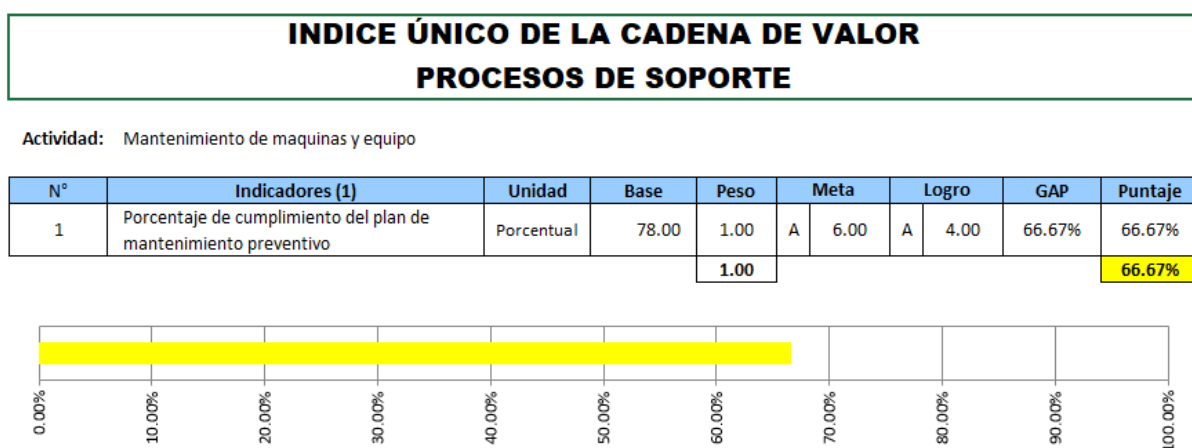 INDICE ÚNICO DE LA CADENA DE VALOR
PROCESOS DE SOPORTE
Actividad: Mantenimiento de maquinas y equipo
N° Indicadores (1) Unidad Base Peso Meta Logro GAP Puntaje
1 Porcentaje de cumplimiento del plan de mantenimiento preventivo Porcentual 78.00 1.00 A 6.00 A 4.00 66.67% 66.67%
1.00 66.67%
0.00% 10.00% 20.00% 30.00% 40.00% 50.00% 60.00% 70.00% 80.00% 90.00% 100.00%